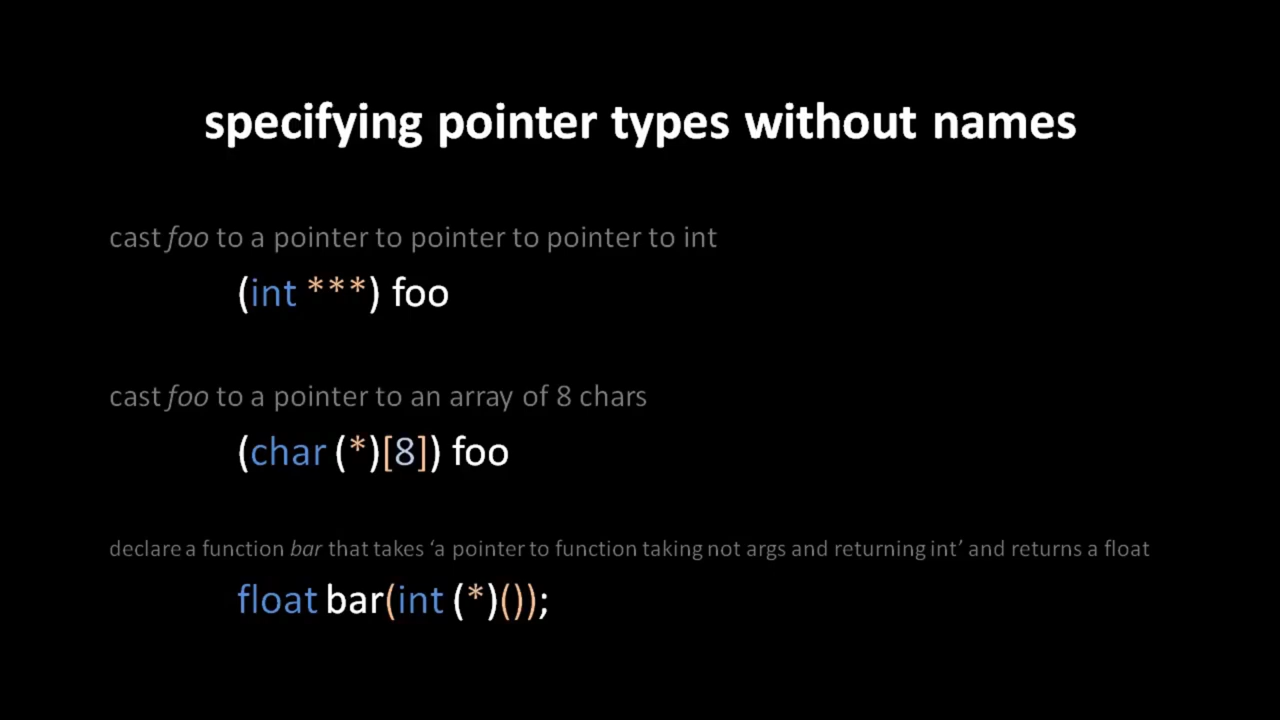 specifying pointer types without names
cast foo to a pointer to pointer to pointer to int
(int ***) foo
cast foo to a pointer to an array of 8 chars
(char (*)[8]) foo
declare a function bar that takes ‘a pointer to function taking not args and returning int’ and returns a float
float bar(int (*)());